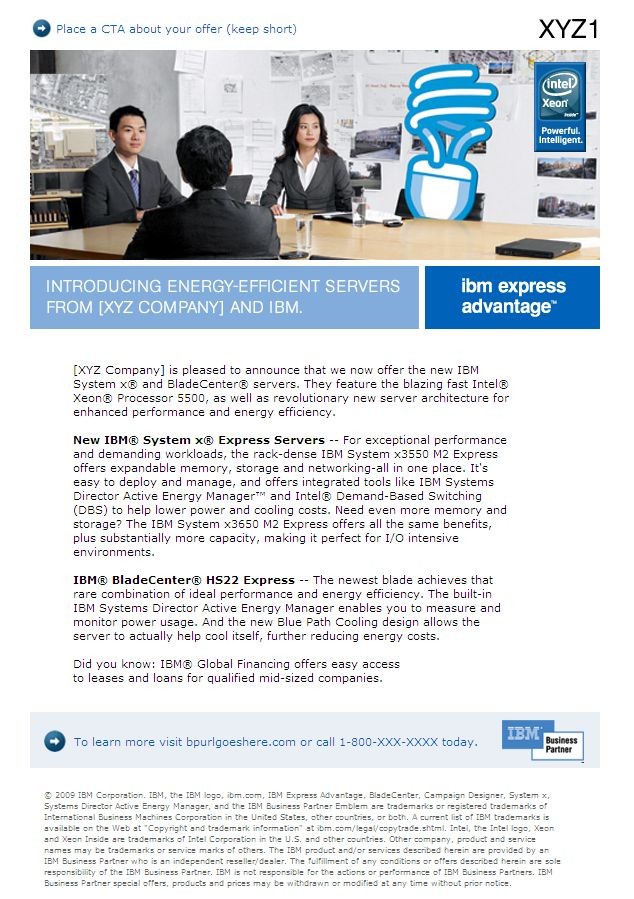 Place a CTA about your offer (keep short)
XYZ1
intel
Xeon®
inside™
Powerful.
Intelligent.
INTRODUCING ENERGY-EFFICIENT SERVERS
FROM [XYZ COMPANY] AND IBM.
ibm express
advantage™
[XYZ Company] is pleased to announce that we now offer the new IBM
System x® and BladeCenter® servers. They feature the blazing fast Intel®
Xeon® Processor 5500, as well as revolutionary new server architecture for
enhanced performance and energy efficiency.
New IBM® System x® Express Servers -- For exceptional performance
and demanding workloads, the rack-dense IBM System x3550 M2 Express
offers expandable memory, storage and networking-all in one place. It's
easy to deploy and manage, and offers integrated tools like IBM Systems
Director Active Energy Manager™ and Intel® Demand-Based Switching
(DBS) to help lower power and cooling costs. Need even more memory and
storage? The IBM System x3650 M2 Express offers all the same benefits,
plus substantially more capacity, making it perfect for I/O intensive
environments.
IBM® BladeCenter® HS22 Express -- The newest blade achieves that
rare combination of ideal performance and energy efficiency. The built-in
IBM Systems Director Active Energy Manager enables you to measure and
monitor power usage. And the new Blue Path Cooling design allows the
server to actually help cool itself, further reducing energy costs.
Did you know: IBM® Global Financing offers easy access
to leases and loans for qualified mid-sized companies.
To learn more visit bpurlgoeshere.com or call 1-800-XXX-XXXX today.
IBM
Business
Partner
© 2009 IBM Corporation. IBM, the IBM logo, ibm.com, IBM Express Advantage, BladeCenter, Campaign Designer, System x,
Systems Director Active Energy Manager, and the IBM Business Partner Emblem are trademarks or registered trademarks of
International Business Machines Corporation in the United States, other countries, or both. A current list of IBM trademarks is
available on the Web at "Copyright and trademark information" at ibm.com/legal/copytrade.shtml. Intel, the Intel logo, Xeon
and Xeon Inside are trademarks of Intel Corporation in the U.S. and other countries. Other company, product and service
names may be trademarks or service marks of others. The IBM product and/or services described herein are provided by an
IBM Business Partner who is an independent reseller/dealer. The fulfillment of any conditions or offers described herein are sole
responsibility of the IBM Business Partner. IBM is not responsible for the actions or performance of IBM Business Partners. IBM
Business Partner special offers, products and prices may be withdrawn or modified at any time without prior notice.